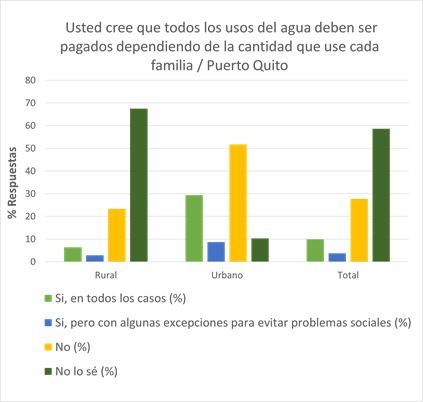 Usted cree que todos los usos del agua deben ser
pagados dependiendo de la cantidad que use cada
familia / Puerto Quito
80
70
60
50
40
30
20
10
0
% Respuestas
Rural
Urbano
Total
Si, en todos los casos (%)
Si, pero con algunas excepciones para evitar problemas sociales (%)
No (%)
No lo sé (%)